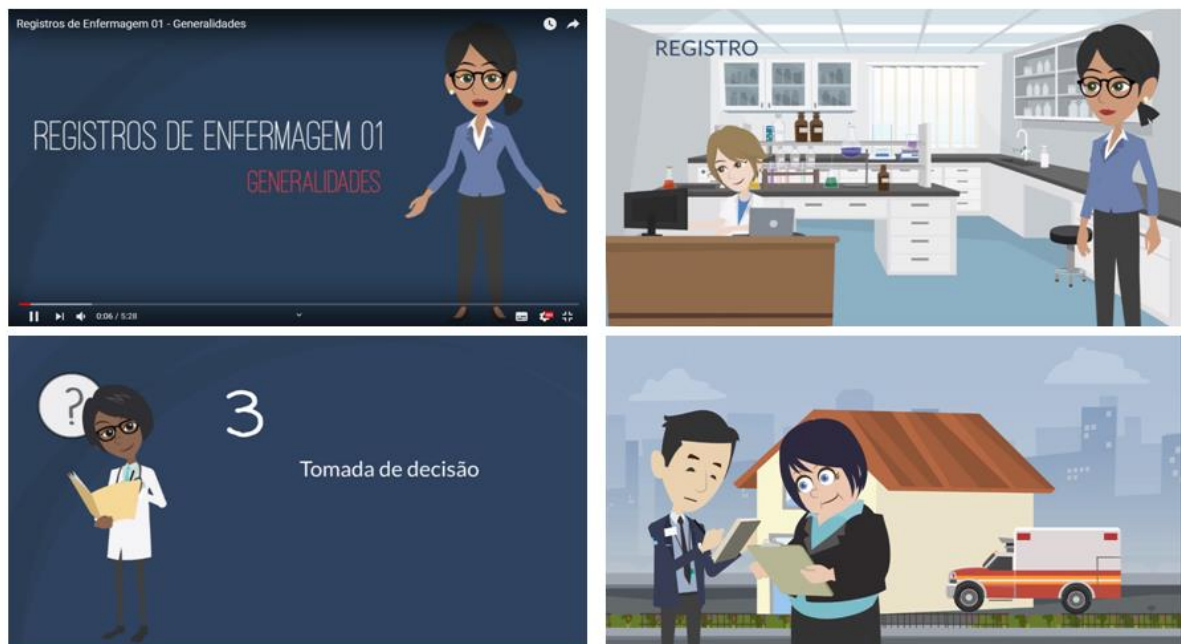 Registros de Enfermagem 01 - Generalidades
REGISTROS DE ENFERMAGEM 01
GENERALIDADES
0:06 / 5:28
REGISTRO
?
3
Tomada de decisão